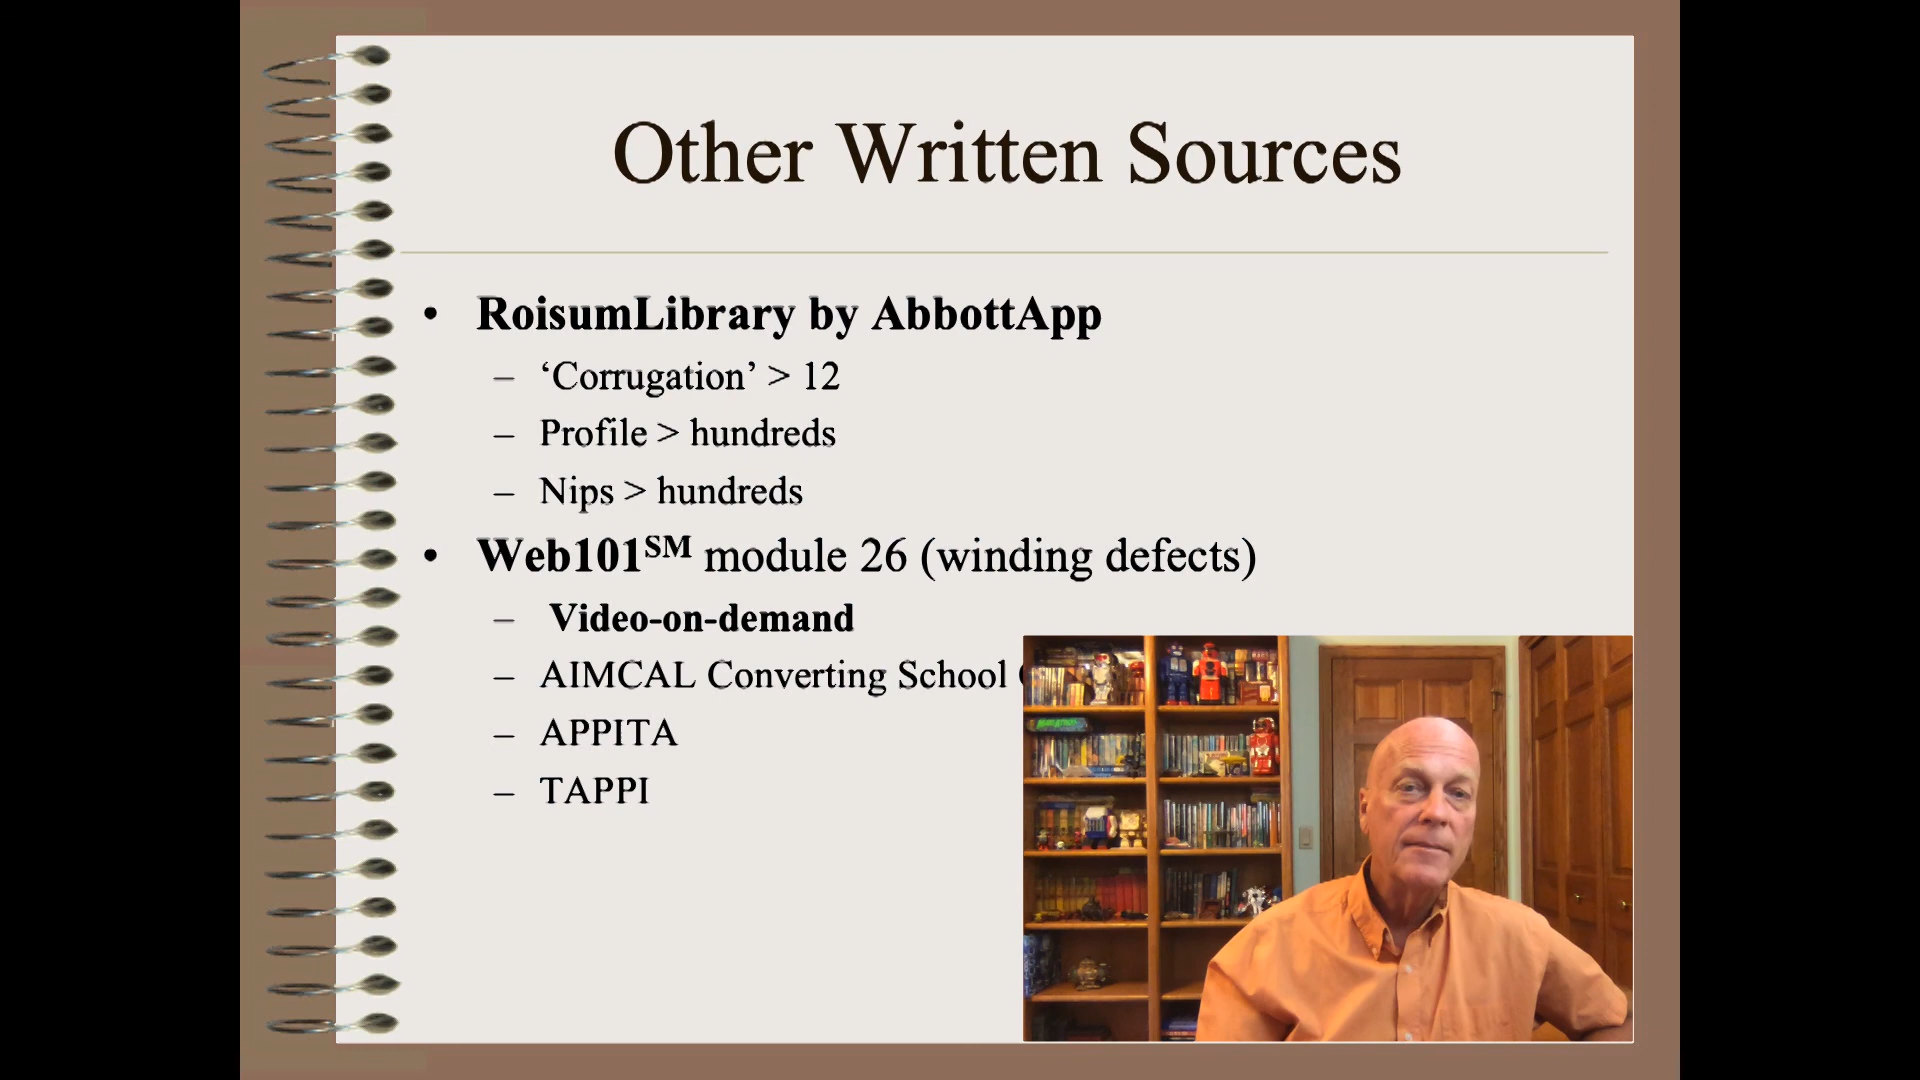 Other Written Sources
• RoisumLibrary by AbbottApp
– ‘Corrugation’ > 12
– Profile > hundreds
– Nips > hundreds
• Web101SM module 26 (winding defects)
– Video-on-demand
– AIMCAL Converting School
– APPITA
– TAPPI